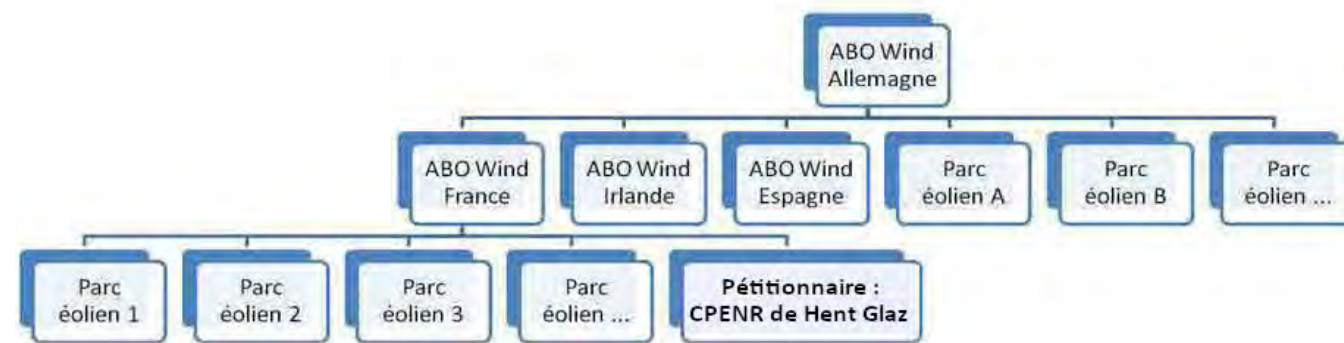 ABO Wind
Allemagne
ABO Wind
France
ABO Wind
Irlande
ABO Wind
Espagne
Parc
éolien A
Parc
éolien B
Parc
éolien ...
Parc
éolien 1
Parc
éolien 2
Parc
éolien 3
Parc
éolien ...
Pétitionnaire :
CPENR de Hent Glaz